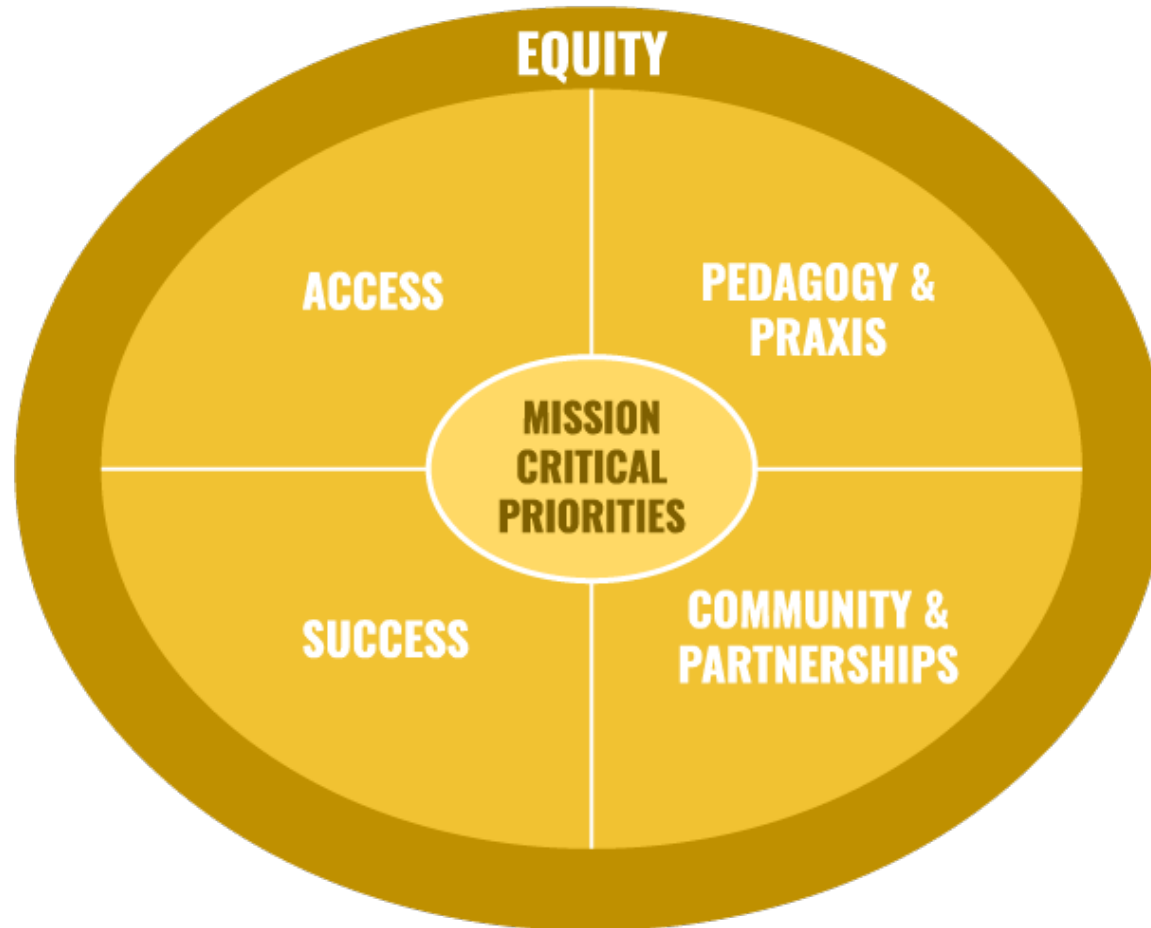 EQUITY
ACCESS
PEDAGOGY &
PRAXIS
MISSION
CRITICAL
PRIORITIES
SUCCESS
COMMUNITY &
PARTNERSHIPS